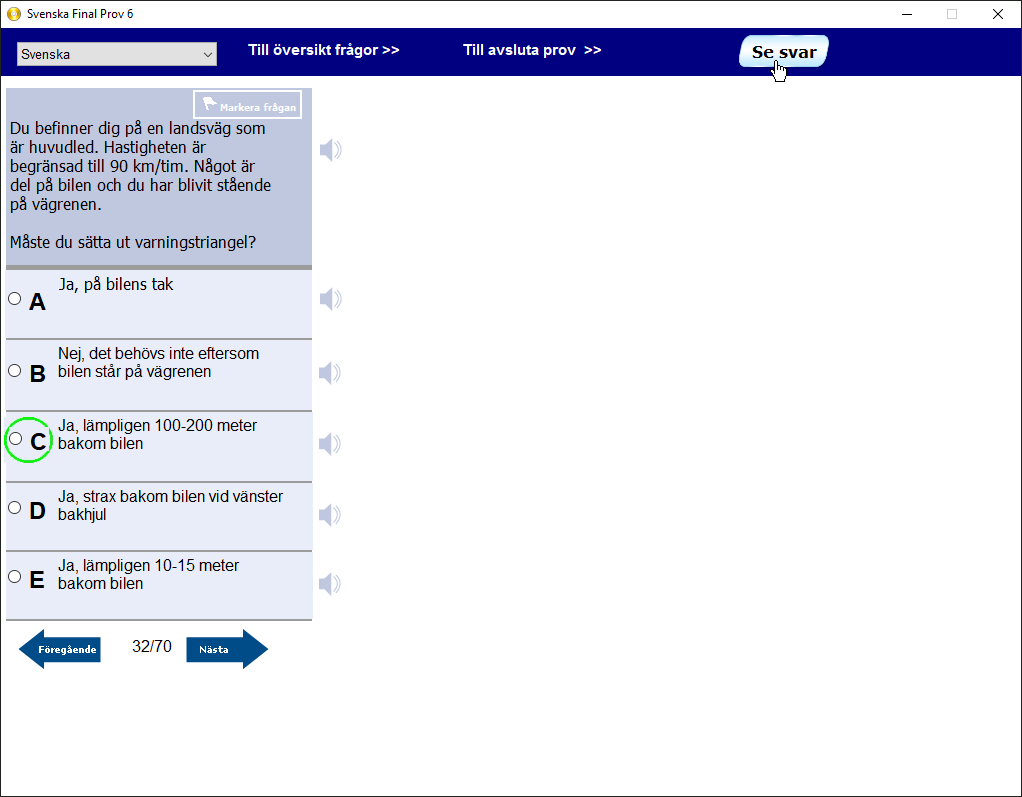 Svenska Final Prov 6
Svenska
Till översikt frågor >>
Till avsluta prov >>
Se svar
Markera frågan
Du befinner dig på en landsväg som
är huvudled. Hastigheten är
begränsad till 90 km/tim. Något är
del på bilen och du har blivit stående
på vägrenen.
Måste du sätta ut varningstriangel?
A
Ja, på bilens tak
B
Nej, det behövs inte eftersom
bilen står på vägrenen
C
Ja, lämpligen 100-200 meter
bakom bilen
D
Ja, strax bakom bilen vid vänster
bakhjul
E
Ja, lämpligen 10-15 meter
bakom bilen
Föregående
32/70
Nästa